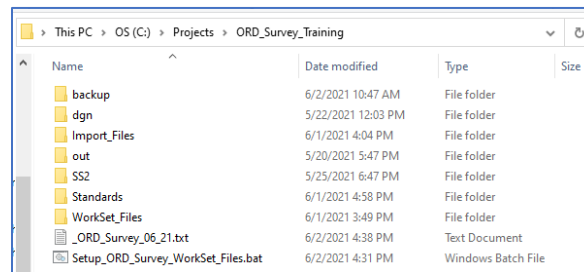 This PC > OS (C:) > Projects > ORD_Survey_Training
Name Date modified Type Size
backup 6/2/2021 10:47 AM File folder
dgn 5/22/2021 12:03 PM File folder
Import_Files 6/1/2021 4:04 PM File folder
out 5/20/2021 5:47 PM File folder
SS2 5/25/2021 6:47 PM File folder
Standards 6/1/2021 4:58 PM File folder
WorkSet_Files 6/1/2021 3:49 PM File folder
_ORD_Survey_06_21.txt 6/2/2021 4:38 PM Text Document
Setup_ORD_Survey_WorkSet_Files.bat 6/2/2021 4:31 PM Windows Batch File